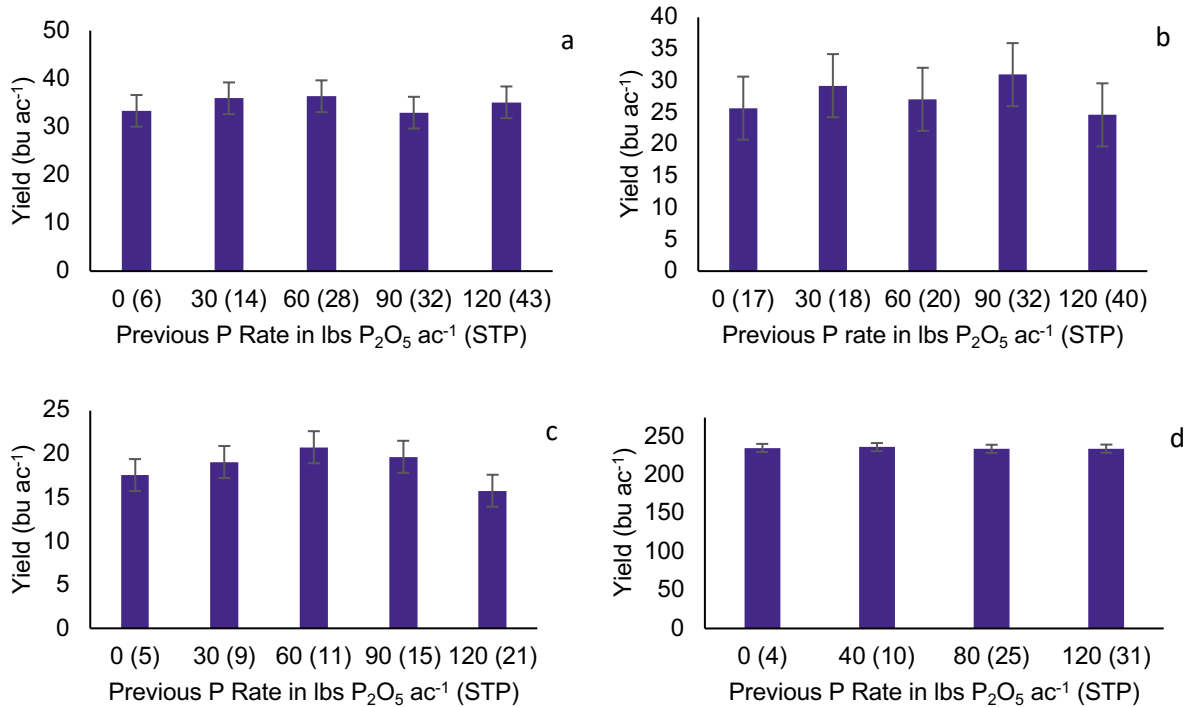 a
Yield (bu ac⁻¹)
50
40
30
20
10
0
0 (6) 30 (14) 60 (28) 90 (32) 120 (43)
Previous P Rate in lbs P₂O₅ ac⁻¹ (STP)
b
Yield (bu ac⁻¹)
40
35
30
25
20
15
10
5
0
0 (17) 30 (18) 60 (20) 90 (32) 120 (40)
Previous P rate in lbs P₂O₅ ac⁻¹ (STP)
c
Yield (bu ac⁻¹)
25
20
15
10
5
0
0 (5) 30 (9) 60 (11) 90 (15) 120 (21)
Previous P Rate in lbs P₂O₅ ac⁻¹ (STP)
d
Yield (bu ac⁻¹)
250
200
150
100
50
0
0 (4) 40 (10) 80 (25) 120 (31)
Previous P Rate in lbs P₂O₅ ac⁻¹ (STP)